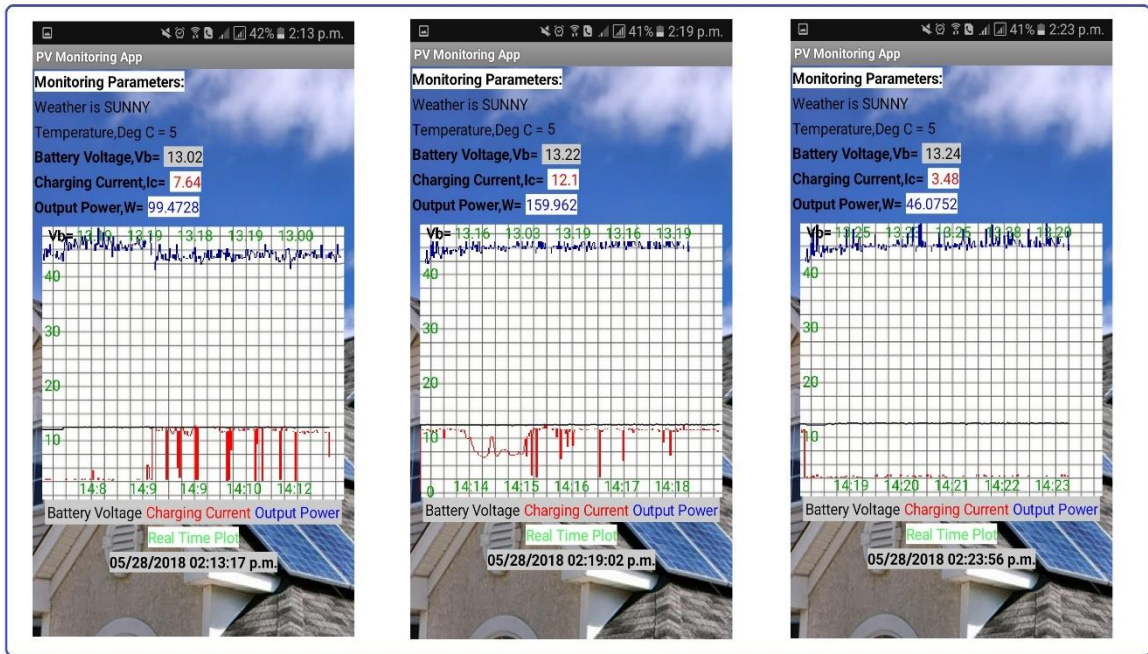 42% 2:13 p.m.
PV Monitoring App
Monitoring Parameters:
Weather is SUNNY
Temperature,Deg C = 5
Battery Voltage,Vb= 13.02
Charging Current,Ic= 7.64
Output Power,W= 99.4728
Vb= 13.19 13.18 13.19 13.00
40
30
20
10
14:8 14:9 14:9 14:10 14:12
Battery Voltage Charging Current Output Power
Real Time Plot
05/28/2018 02:13:17 p.m.
41% 2:19 p.m.
PV Monitoring App
Monitoring Parameters:
Weather is SUNNY
Temperature,Deg C = 5
Battery Voltage,Vb= 13.22
Charging Current,Ic= 12.1
Output Power,W= 159.962
Vb= 13.16 13.03 13.19 13.16 13.19
40
30
20
10
0
14:14 14:15 14:16 14:17 14:18
Battery Voltage Charging Current Output Power
Real Time Plot
05/28/2018 02:19:02 p.m.
41% 2:23 p.m.
PV Monitoring App
Monitoring Parameters:
Weather is SUNNY
Temperature,Deg C = 5
Battery Voltage,Vb= 13.24
Charging Current,Ic= 3.48
Output Power,W= 46.0752
Vb= 13.25 13.25
40
30
20
10
14:19 14:20 14:21 14:22 14:23
Battery Voltage Charging Current Output Power
Real Time Plot
05/28/2018 02:23:56 p.m.